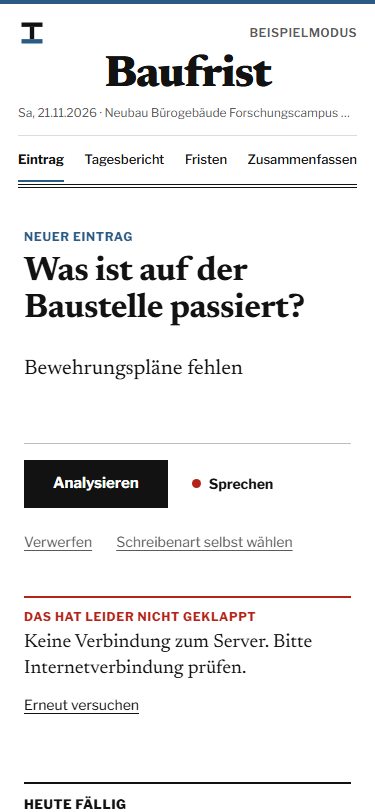 BEISPIELMODUS
Baufrist
Sa, 21.11.2026 · Neubau Bürogebäude Forschungscampus ...
Eintrag Tagesbericht Fristen Zusammenfassen
NEUER EINTRAG
Was ist auf der
Baustelle passiert?
Bewehrungspläne fehlen
Analysieren Sprechen
Verwerfen Schreibenart selbst wählen
DAS HAT LEIDER NICHT GEKLAPPT
Keine Verbindung zum Server. Bitte
Internetverbindung prüfen.
Erneut versuchen
HEUTE FÄLLIG